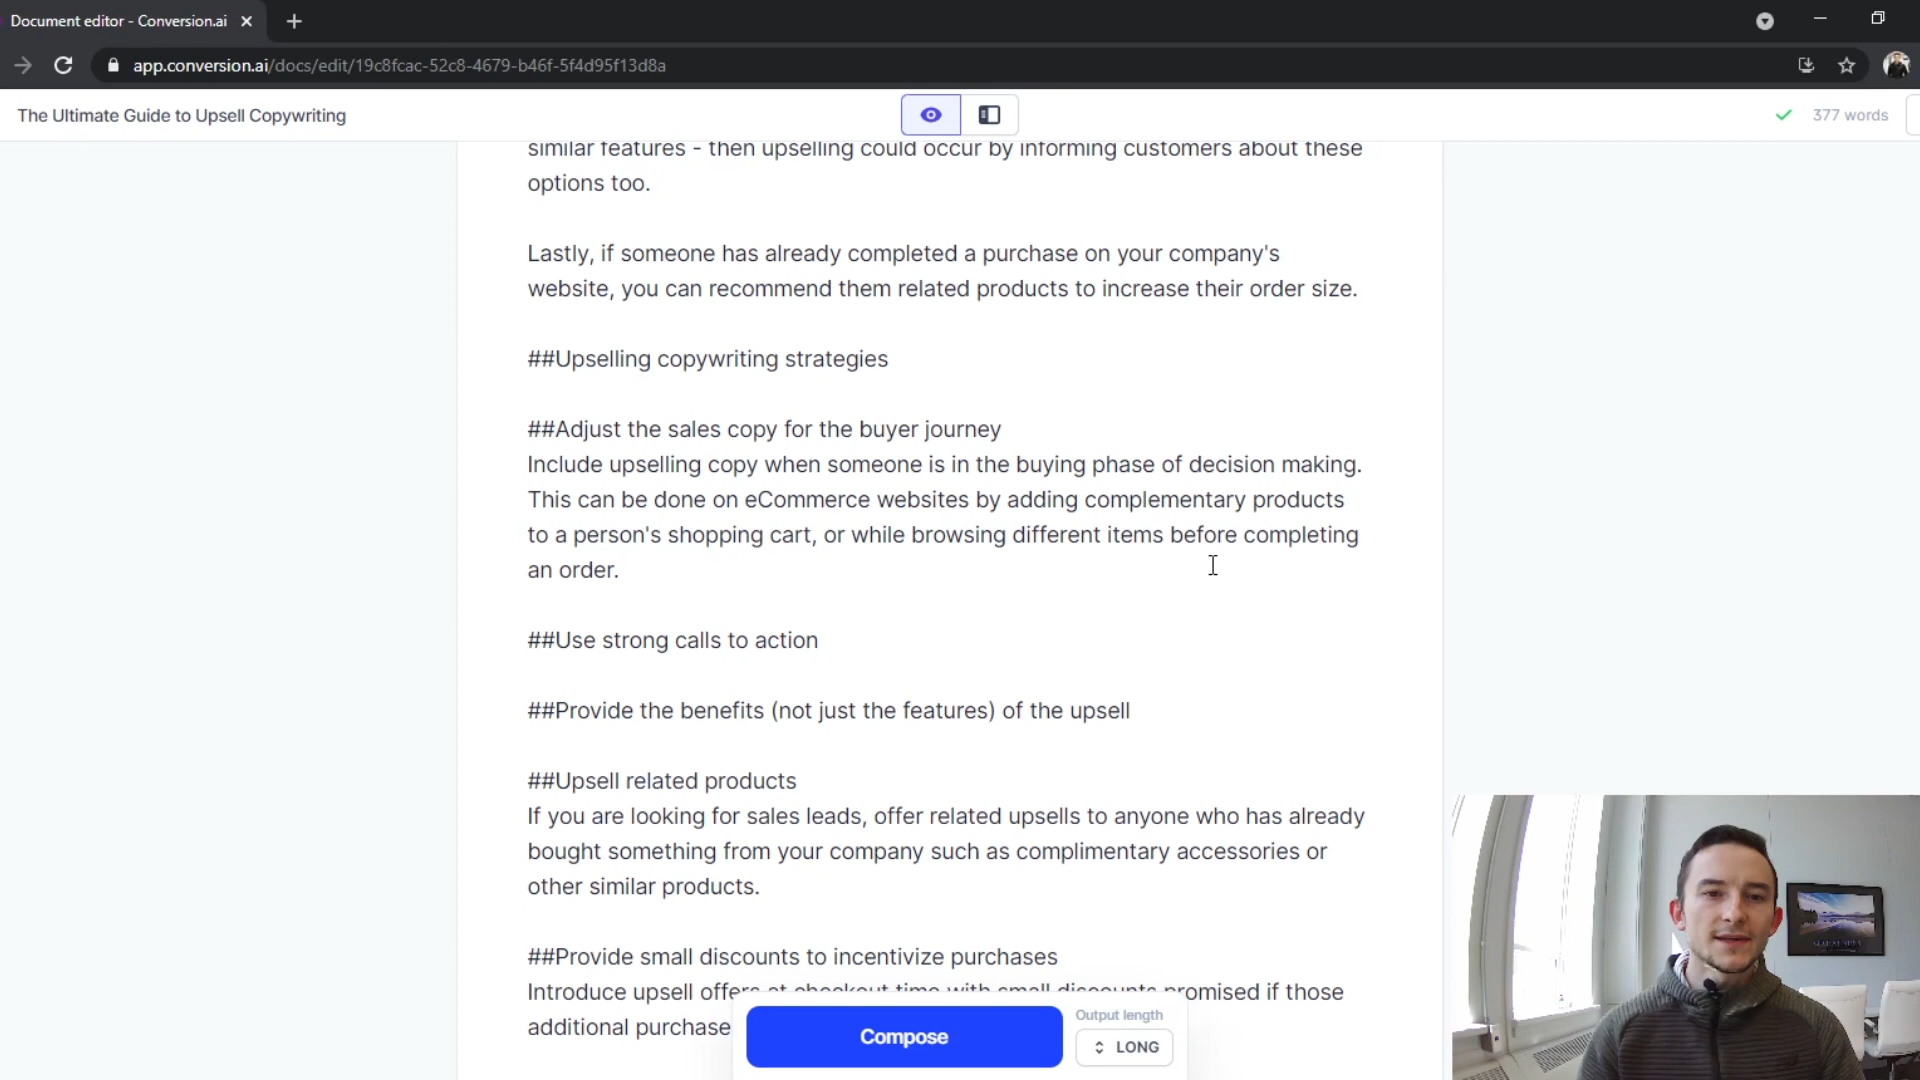 Document editor - Conversion.ai
app.conversion.ai/docs/edit/19c8fcac-52c8-4679-b46f-5f4d95f13d8a
The Ultimate Guide to Upsell Copywriting
377 words
similar features - then upselling could occur by informing customers about these
options too.
Lastly, if someone has already completed a purchase on your company's
website, you can recommend them related products to increase their order size.
##Upselling copywriting strategies
##Adjust the sales copy for the buyer journey
Include upselling copy when someone is in the buying phase of decision making.
This can be done on eCommerce websites by adding complementary products
to a person's shopping cart, or while browsing different items before completing
an order.
##Use strong calls to action
##Provide the benefits (not just the features) of the upsell
##Upsell related products
If you are looking for sales leads, offer related upsells to anyone who has already
bought something from your company such as complimentary accessories or
other similar products.
##Provide small discounts to incentivize purchases
Introduce upsell offers at checkout time with small discounts promised if those
additional purchase
Compose
Output length
LONG